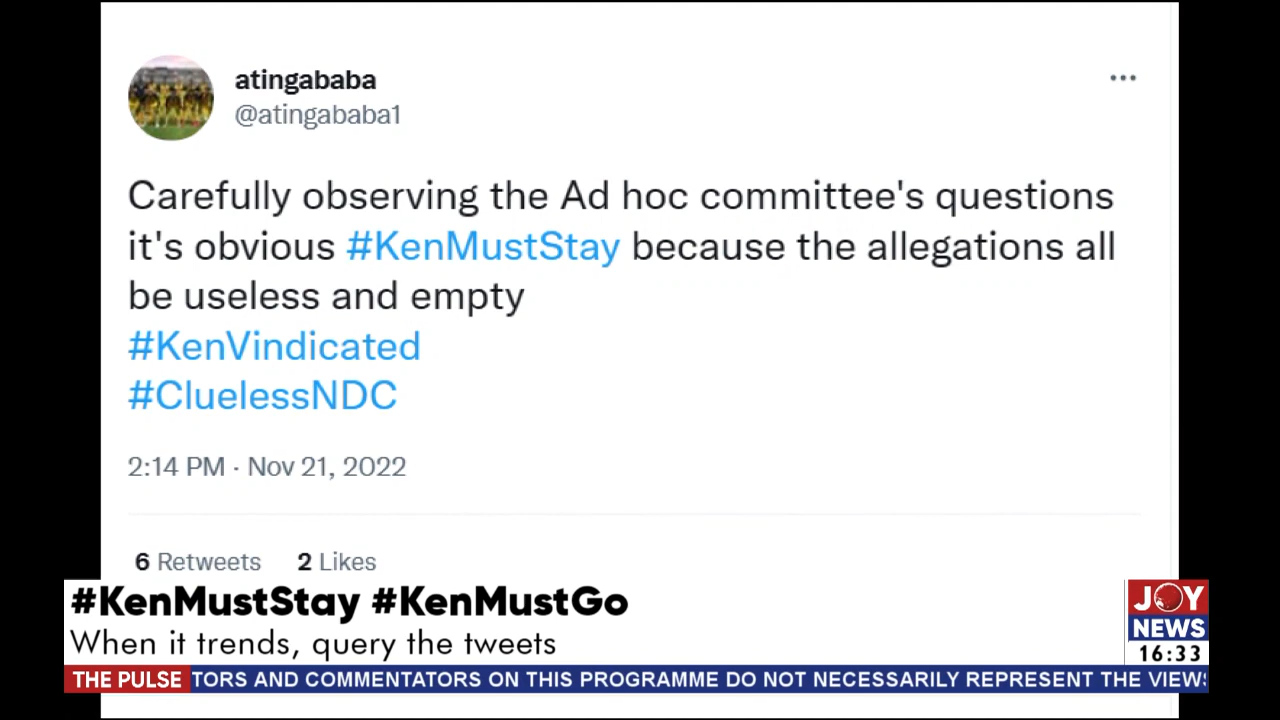 atingababa
@atingababa1
Carefully observing the Ad hoc committee's questions
it's obvious #KenMustStay because the allegations all
be useless and empty
#KenVindicated
#CluelessNDC
2:14 PM · Nov 21, 2022
6 Retweets 2 Likes
#KenMustStay #KenMustGo
When it trends, query the tweets
JOY
NEWS
16:33
THE PULSE TORS AND COMMENTATORS ON THIS PROGRAMME DO NOT NECESSARILY REPRESENT THE VIEW